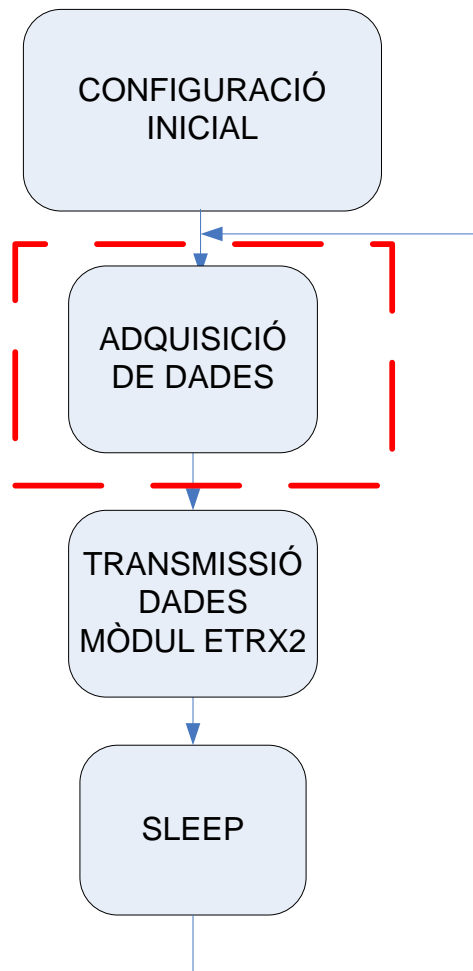 CONFIGURACIÓ
INICIAL
ADQUISICIÓ
DE DADES
TRANSMISSIÓ
DADES
MÒDUL ETRX2
SLEEP